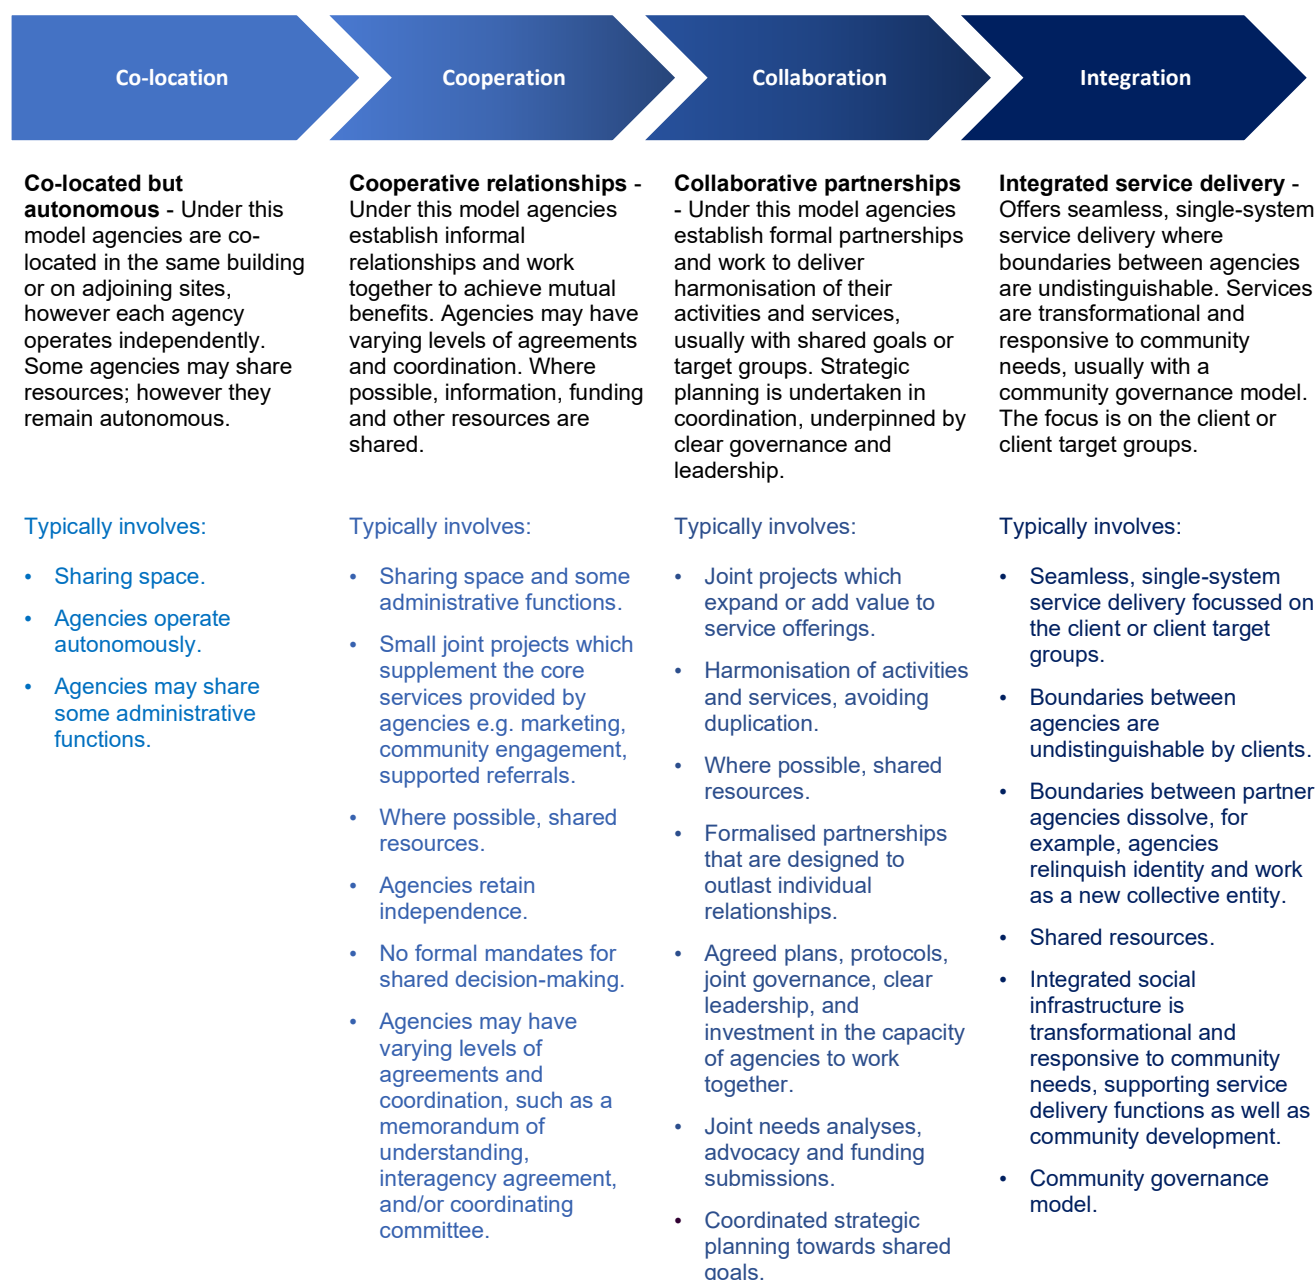 Co-location
Cooperation
Collaboration
Integration
Co-located but
autonomous - Under this
model agencies are co-
located in the same building
or on adjoining sites,
however each agency
operates independently.
Some agencies may share
resources; however they
remain autonomous.
Typically involves:
• Sharing space.
• Agencies operate
autonomously.
• Agencies may share
some administrative
functions.
Cooperative relationships -
Under this model agencies
establish informal
relationships and work
together to achieve mutual
benefits. Agencies may have
varying levels of agreements
and coordination. Where
possible, information, funding
and other resources are
shared.
Typically involves:
• Sharing space and some
administrative functions.
• Small joint projects which
supplement the core
services provided by
agencies e.g. marketing,
community engagement,
supported referrals.
• Where possible, shared
resources.
• Agencies retain
independence.
• No formal mandates for
shared decision-making.
• Agencies may have
varying levels of
agreements and
coordination, such as a
memorandum of
understanding,
interagency agreement,
and/or coordinating
committee.
Collaborative partnerships
- Under this model agencies
establish formal partnerships
and work to deliver
harmonisation of their
activities and services,
usually with shared goals or
target groups. Strategic
planning is undertaken in
coordination, underpinned by
clear governance and
leadership.
Typically involves:
• Joint projects which
expand or add value to
service offerings.
• Harmonisation of activities
and services, avoiding
duplication.
• Where possible, shared
resources.
• Formalised partnerships
that are designed to
outlast individual
relationships.
• Agreed plans, protocols,
joint governance, clear
leadership, and
investment in the capacity
of agencies to work
together.
• Joint needs analyses,
advocacy and funding
submissions.
• Coordinated strategic
planning towards shared
goals.
Integrated service delivery -
Offers seamless, single-system
service delivery where
boundaries between agencies
are undistinguishable. Services
are transformational and
responsive to community
needs, usually with a
community governance model.
The focus is on the client or
client target groups.
Typically involves:
• Seamless, single-system
service delivery focussed on
the client or client target
groups.
• Boundaries between
agencies are
undistinguishable by clients.
• Boundaries between partner
agencies dissolve, for
example, agencies
relinquish identity and work
as a new collective entity.
• Shared resources.
• Integrated social
infrastructure is
transformational and
responsive to community
needs, supporting service
delivery functions as well as
community development.
• Community governance
model.